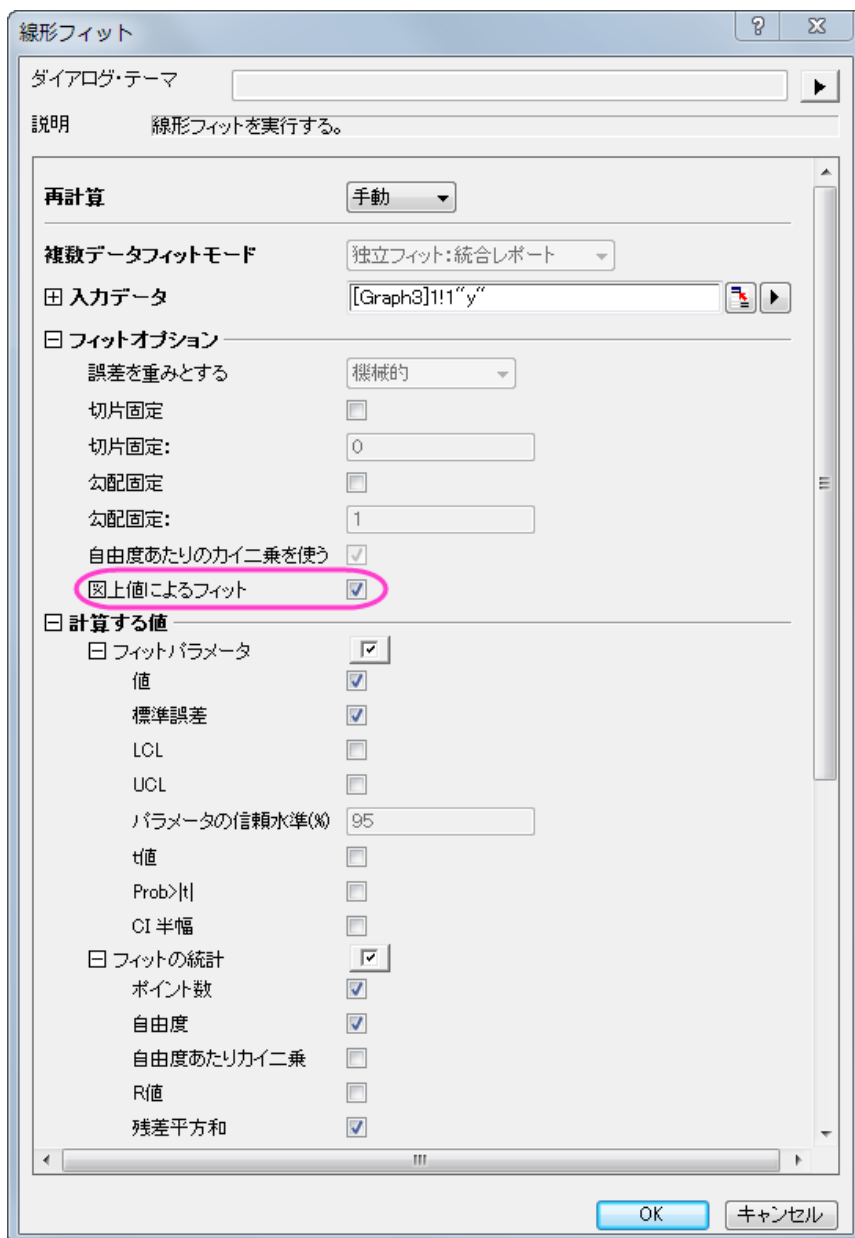 線形フィット
ダイアログ・テーマ
説明 線形フィットを実行する。
再計算 手動
複数データフィットモード 独立フィット:統合レポート
入力データ [Graph3]1!1"y"
フィットオプション
誤差を重みとする 機械的
切片固定
切片固定: 0
勾配固定
勾配固定: 1
自由度あたりのカイ二乗を使う
図上値によるフィット
計算する値
フィットパラメータ
値
標準誤差
LCL
UCL
パラメータの信頼水準(%) 95
t値
Prob>|t|
CI 半幅
フィットの統計
ポイント数
自由度
自由度あたりカイ二乗
R値
残差平方和
OK キャンセル